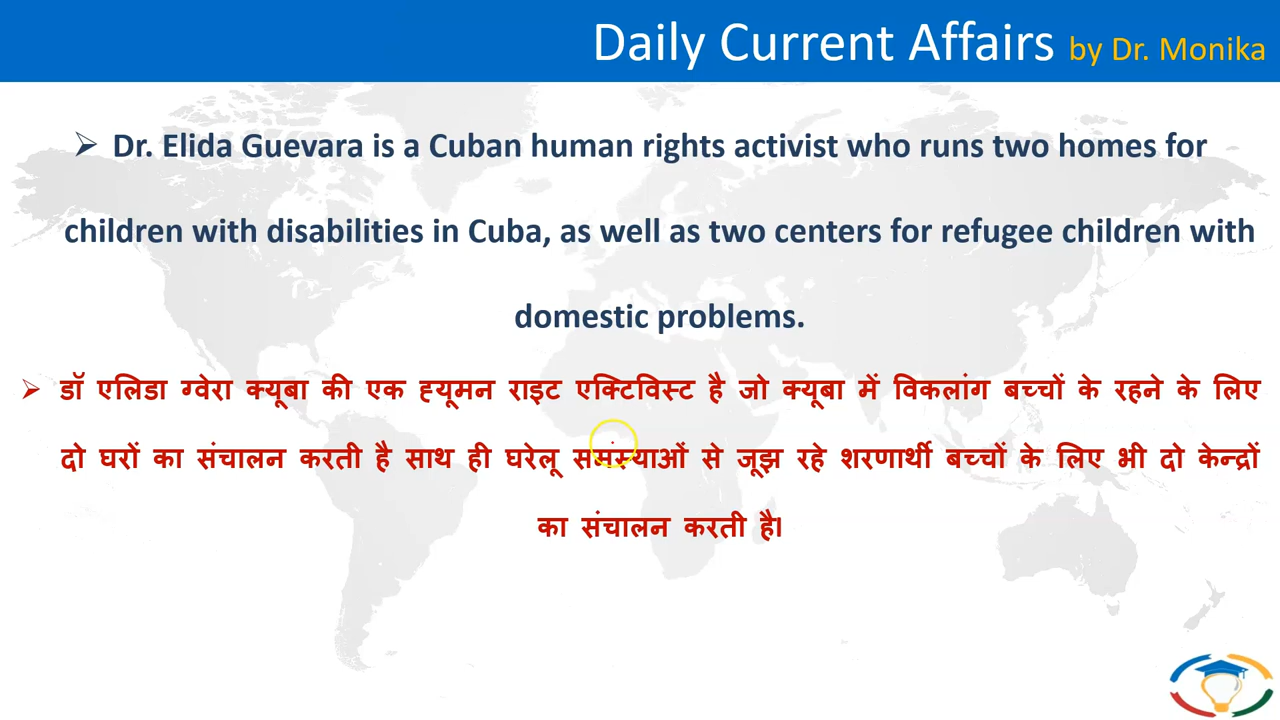 Daily Current Affairs by Dr. Monika
➢ Dr. Elida Guevara is a Cuban human rights activist who runs two homes for
children with disabilities in Cuba, as well as two centers for refugee children with
domestic problems.
➢ डॉ एलिडा ग्वेरा क्यूबा की एक ह्यूमन राइट एक्टिविस्ट है जो क्यूबा में विकलांग बच्चों के रहने के लिए
दो घरों का संचालन करती है साथ ही घरेलू समंस्याओं से जूझ रहे शरणार्थी बच्चों के लिए भी दो केन्द्रों
का संचालन करती है।